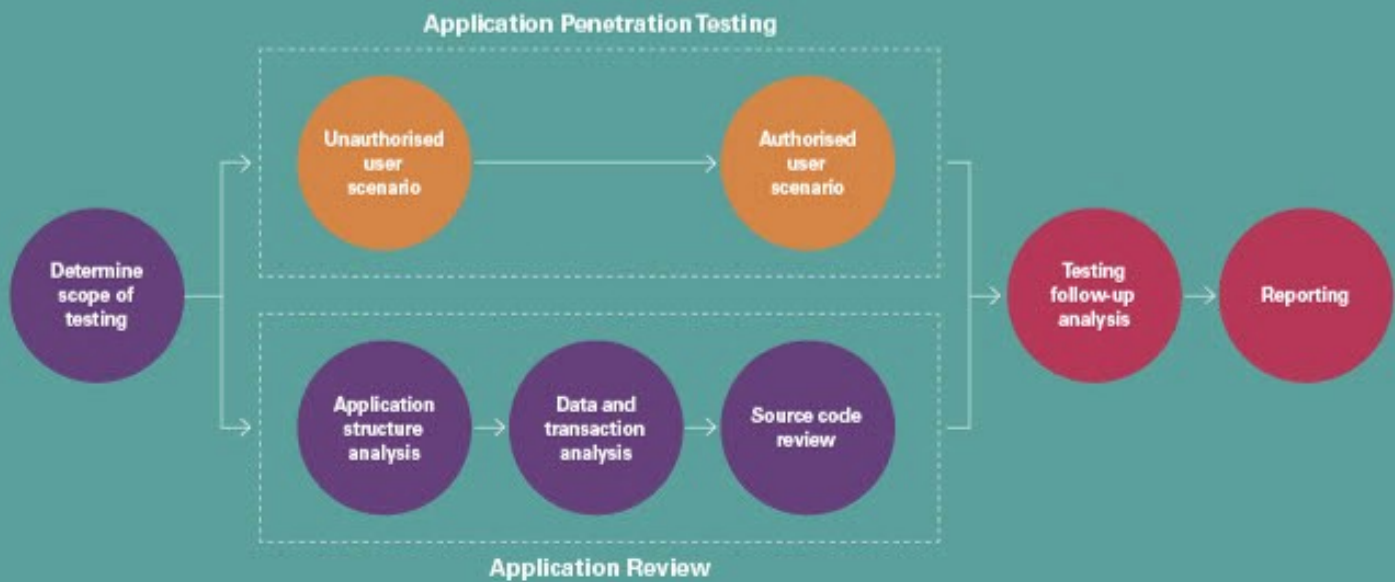 Application Penetration Testing
Unauthorised
user
scenario
Authorised
user
scenario
Determine
scope of
testing
Testing
follow-up
analysis
Reporting
Application
structure
analysis
Data and
transaction
analysis
Source code
review
Application Review